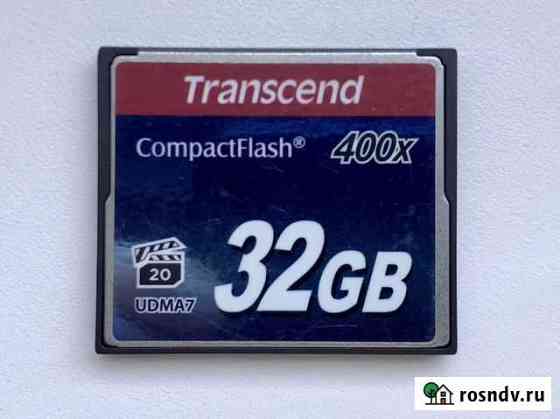 Transcend
CompactFlash® 400x
20
UDMA7
32GB
rosndv.ru